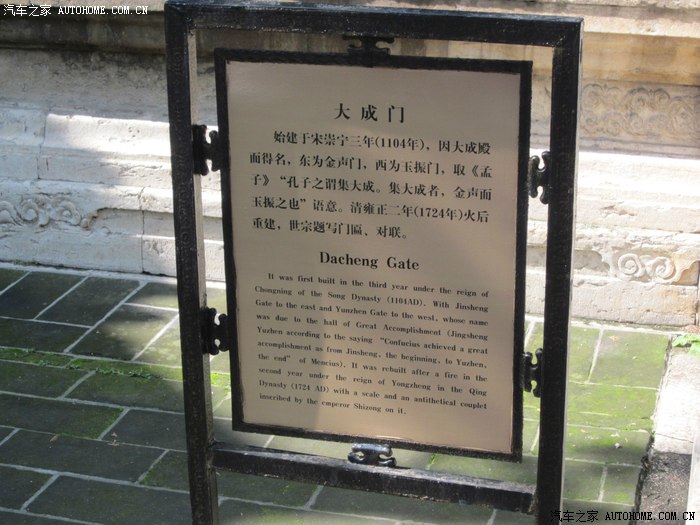 汽车之家 AUTOHOME.COM.CN
大成门
始建于宋崇宁三年(1104年)，因大成殿
而得名，东为金声门，西为玉振门，取《孟
子》“孔子之谓集大成。集大成者，金声而
玉振之也”语意。清雍正二年(1724年)火后
重建，世宗题写门匾、对联。
Dacheng Gate
It was first built in the third year under the reign of
Chongning of the Song Dynasty (1104AD). With Jinsheng
Gate to the east and Yunzhen Gate to the west, whose name
was due to the hall of Great Accomplishment (Jingsheng
Yuzhen according to the saying “Confucius achieved a great
accomplishment as from Jinsheng, the beginning, to Yuzhen,
the end” of Mencius). It was rebuilt after a fire in the
second year under the reign of Yongzheng in the Qing
Dynasty (1724 AD) with a scale and an antithetical couplet
inscribed by the emperor Shizong on it.
汽车之家 AUTOHOME.COM.CN